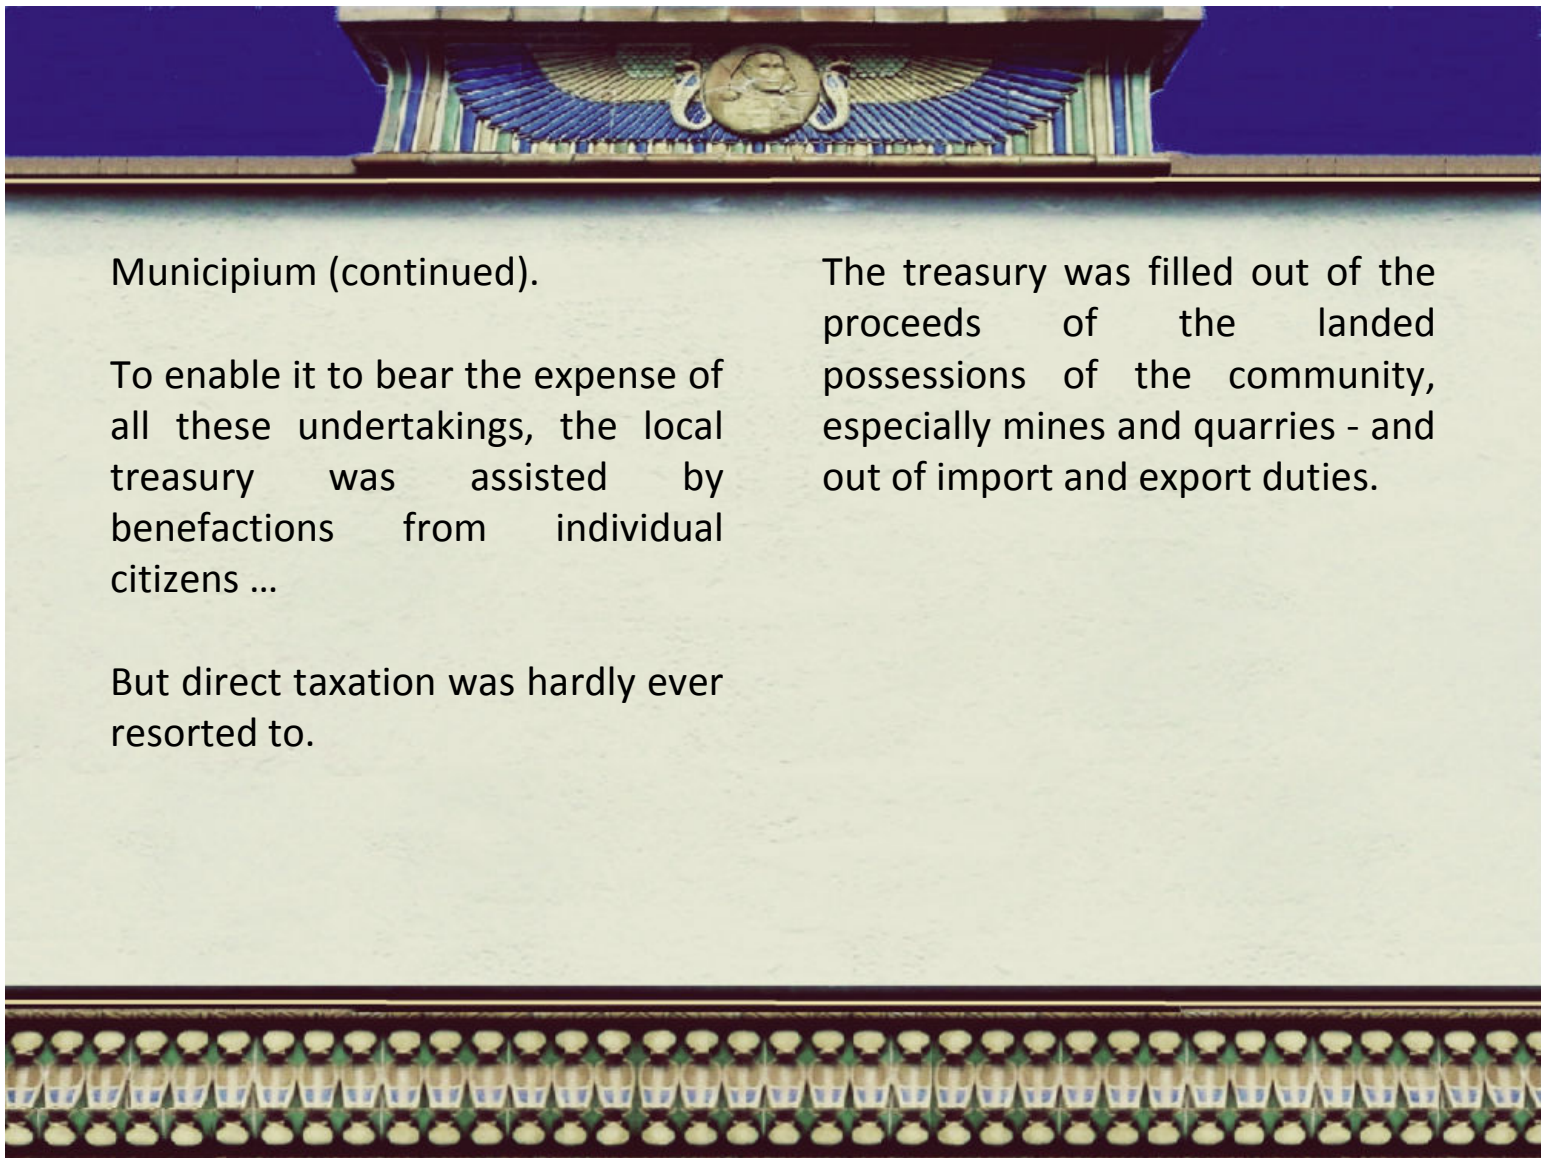 Municipium (continued).
To enable it to bear the expense of
all these undertakings, the local
treasury was assisted by
benefactions from individual
citizens …
But direct taxation was hardly ever
resorted to.
The treasury was filled out of the
proceeds of the landed
possessions of the community,
especially mines and quarries - and
out of import and export duties.